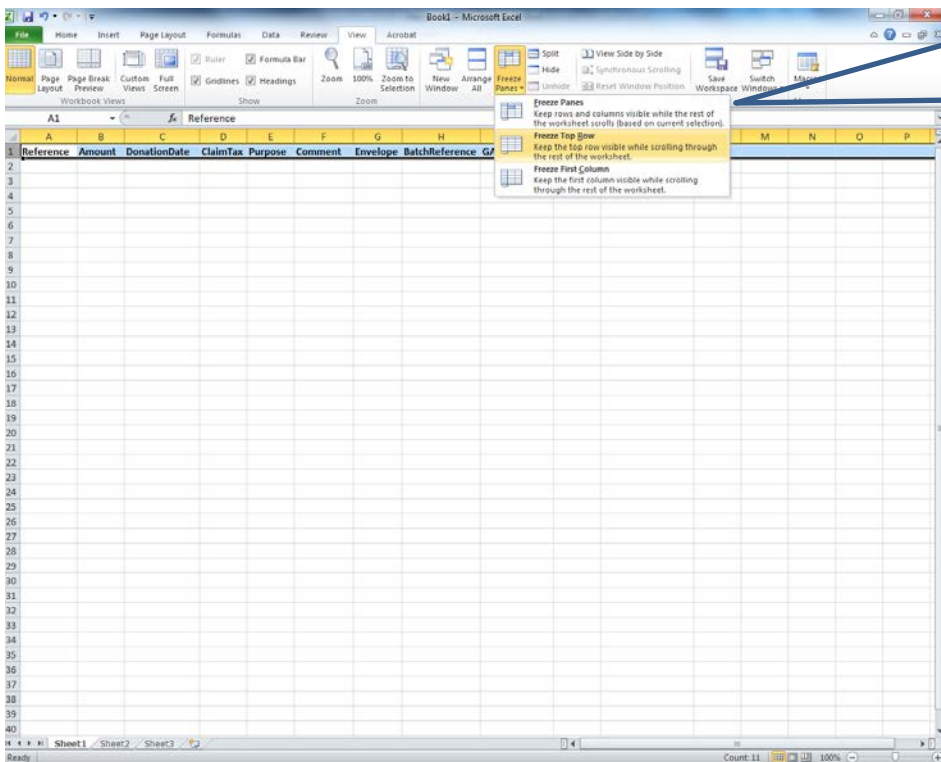 Book1 - Microsoft Excel
File Home Insert Page Layout Formulas Data Review View Acrobat
Normal Page Layout Page Break Preview Custom Views Full Screen
Workbook Views
Ruler Formula Bar
Gridlines Headings
Show
Zoom 100% Zoom to Selection
Zoom
New Window Arrange All Freeze Panes
Split
Hide
Unhide
View Side by Side
Synchronous Scrolling
Reset Window Position
Save Workspace Switch Windows
Freeze Panes
Keep rows and columns visible while the rest of
the worksheet scrolls (based on current selection).
Freeze Top Row
Keep the top row visible while scrolling through
the rest of the worksheet.
Freeze First Column
Keep the first column visible while scrolling
through the rest of the worksheet.
A1 fx Reference
A B C D E F G H M N O P
1 Reference Amount DonationDate ClaimTax Purpose Comment Envelope BatchReference
2
3
4
5
6
7
8
9
10
11
12
13
14
15
16
17
18
19
20
21
22
23
24
25
26
27
28
29
30
31
32
33
34
35
36
37
38
39
40
Sheet1 Sheet2 Sheet3
Ready Count: 11 100%